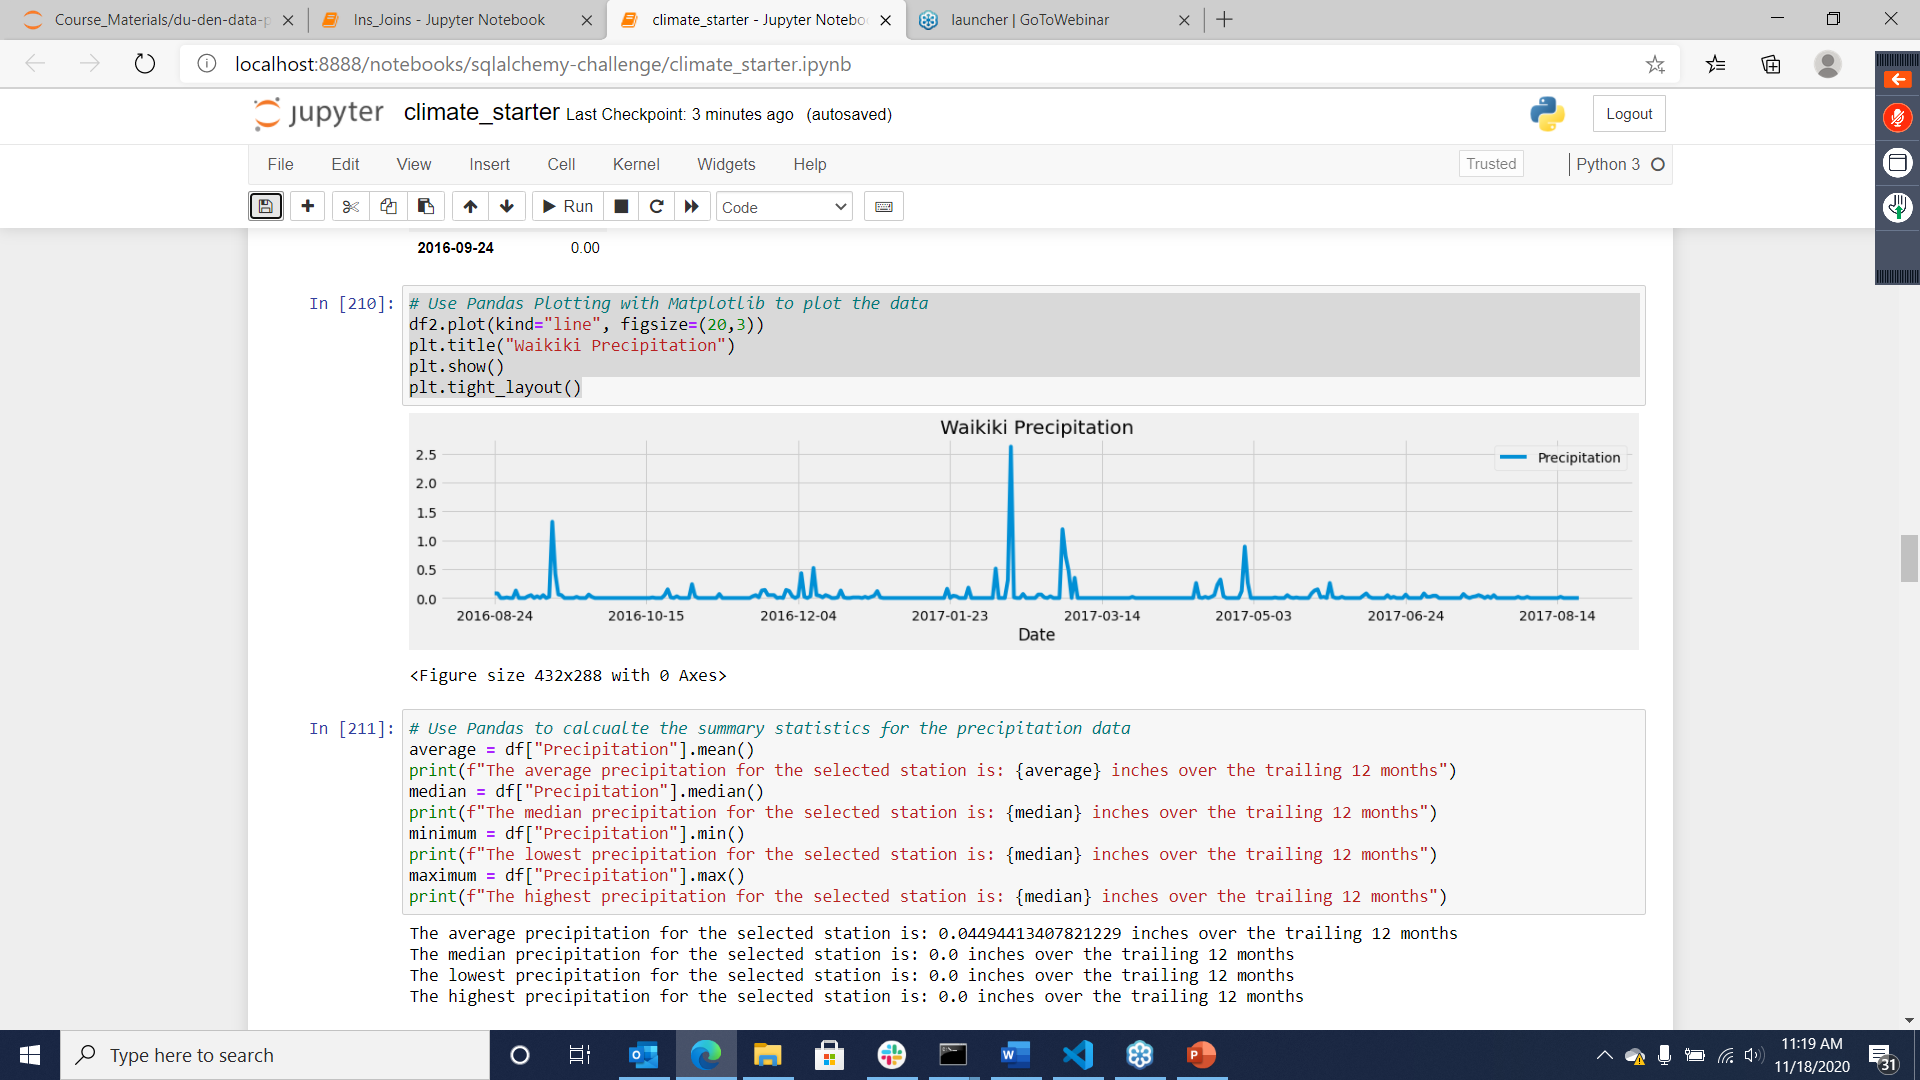 Course_Materials/du-den-data-p
Ins_Joins - Jupyter Notebook
climate_starter - Jupyter Notebo
launcher | GoToWebinar
localhost:8888/notebooks/sqlalchemy-challenge/climate_starter.ipynb
jupyter climate_starter Last Checkpoint: 3 minutes ago (autosaved)
Logout
File Edit View Insert Cell Kernel Widgets Help
Trusted
Python 3
Run
Code
2016-09-24 0.00
In [210]:
# Use Pandas Plotting with Matplotlib to plot the data
df2.plot(kind="line", figsize=(20,3))
plt.title("Waikiki Precipitation")
plt.show()
plt.tight_layout()
Waikiki Precipitation
Precipitation
2.5
2.0
1.5
1.0
0.5
0.0
2016-08-24 2016-10-15 2016-12-04 2017-01-23 2017-03-14 2017-05-03 2017-06-24 2017-08-14
Date
<Figure size 432x288 with 0 Axes>
In [211]:
# Use Pandas to calcualte the summary statistics for the precipitation data
average = df["Precipitation"].mean()
print(f"The average precipitation for the selected station is: {average} inches over the trailing 12 months")
median = df["Precipitation"].median()
print(f"The median precipitation for the selected station is: {median} inches over the trailing 12 months")
minimum = df["Precipitation"].min()
print(f"The lowest precipitation for the selected station is: {median} inches over the trailing 12 months")
maximum = df["Precipitation"].max()
print(f"The highest precipitation for the selected station is: {median} inches over the trailing 12 months")
The average precipitation for the selected station is: 0.04494413407821229 inches over the trailing 12 months
The median precipitation for the selected station is: 0.0 inches over the trailing 12 months
The lowest precipitation for the selected station is: 0.0 inches over the trailing 12 months
The highest precipitation for the selected station is: 0.0 inches over the trailing 12 months
Type here to search
11:19 AM
11/18/2020
31